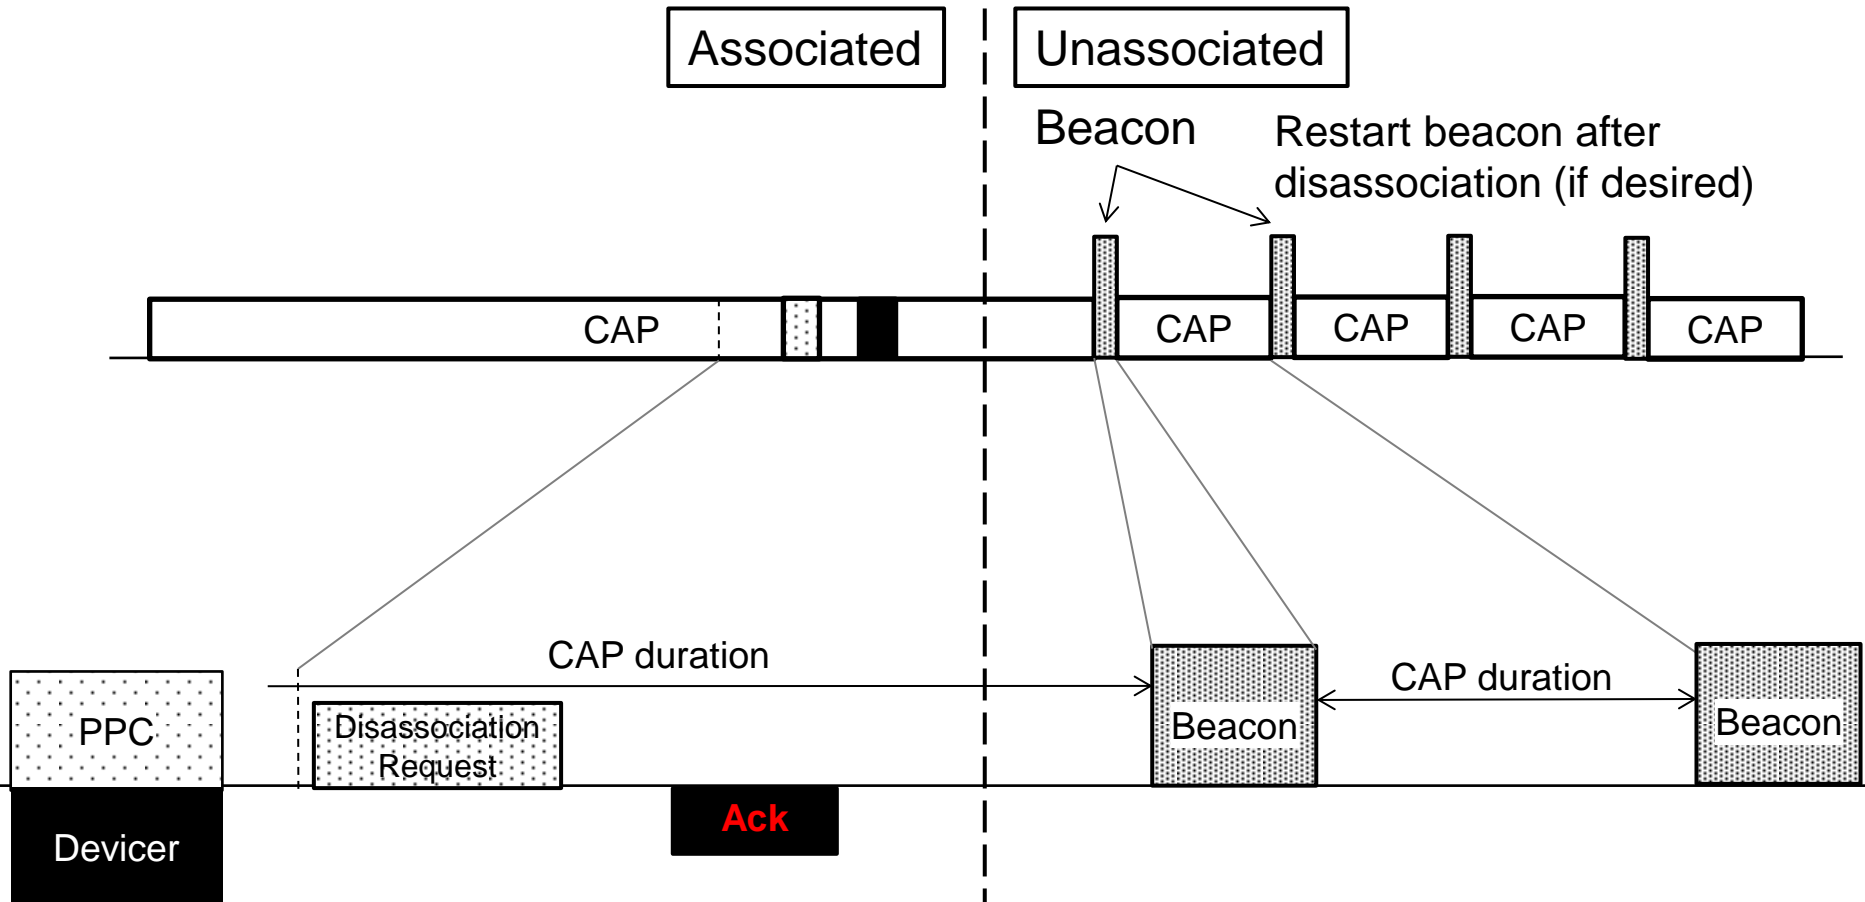 Associated
Unassociated
Beacon
Restart beacon after
disassociation (if desired)
CAP
CAP
CAP
CAP
CAP
CAP duration
CAP duration
PPC
Disassociation
Request
Beacon
Beacon
Ack
Devicer